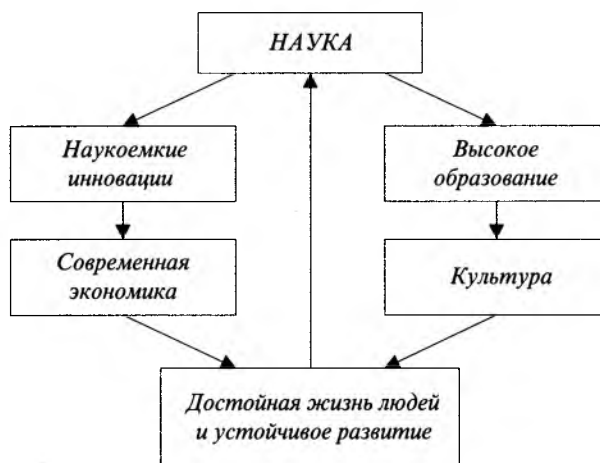 НАУКА
Наукоемкие
инновации
Высокое
образование
Современная
экономика
Культура
Достойная жизнь людей
и устойчивое развитие